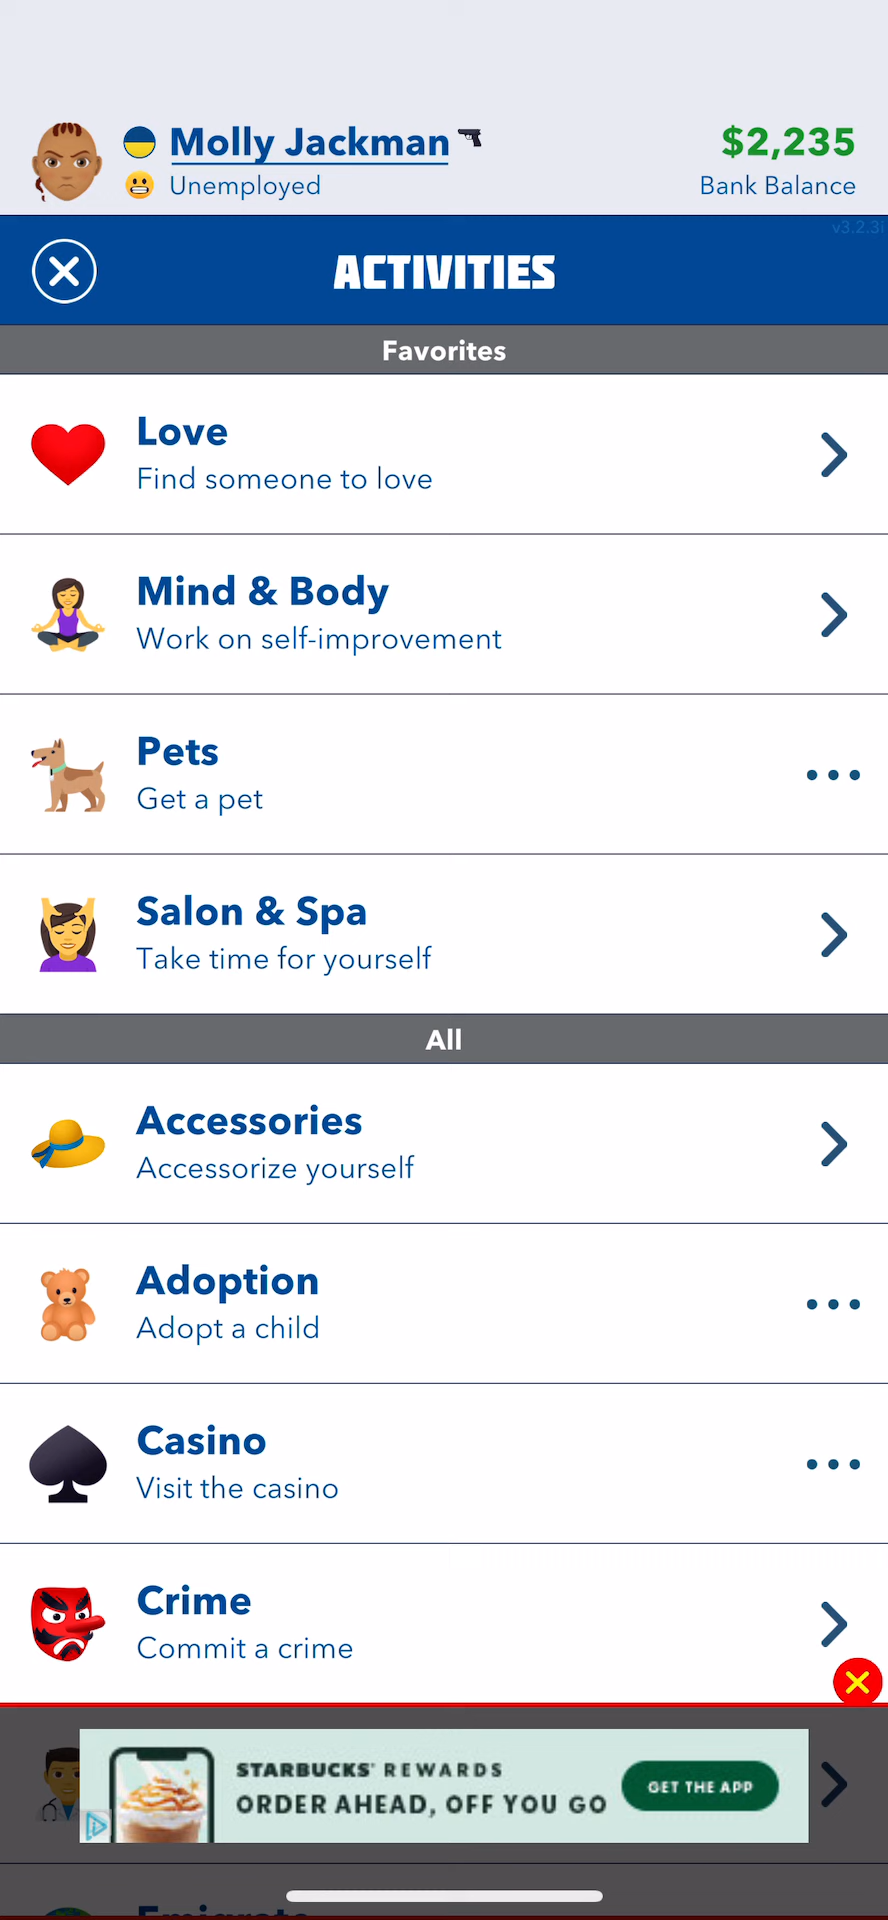 Molly Jackman
$2,235
Unemployed
Bank Balance
v3.2.3i
ACTIVITIES
Favorites
Love
Find someone to love
Mind & Body
Work on self-improvement
Pets
Get a pet
Salon & Spa
Take time for yourself
All
Accessories
Accessorize yourself
Adoption
Adopt a child
Casino
Visit the casino
Crime
Commit a crime
STARBUCKS® REWARDS
ORDER AHEAD, OFF YOU GO
GET THE APP
Emigrate